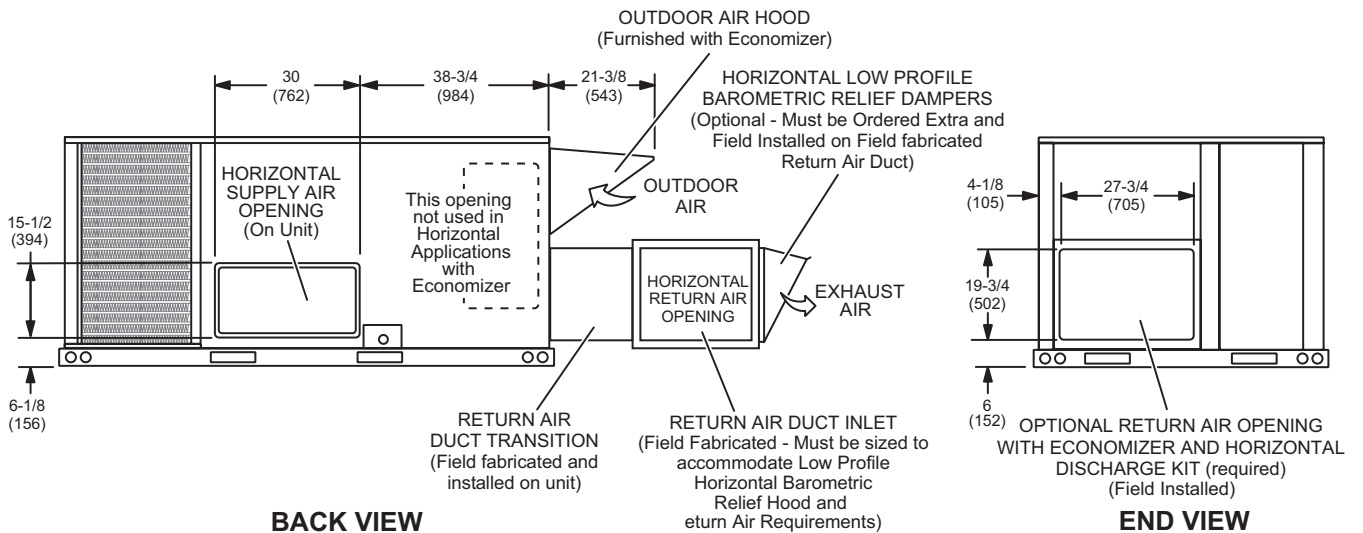 OUTDOOR AIR HOOD
(Furnished with Economizer)
30
(762)
38-3/4
(984)
21-3/8
(543)
HORIZONTAL LOW PROFILE
BAROMETRIC RELIEF DAMPERS
(Optional - Must be Ordered Extra and
Field Installed on Field fabricated
Return Air Duct)
HORIZONTAL
SUPPLY AIR
OPENING
(On Unit)
This opening
not used in
Horizontal
Applications
with
Economizer
OUTDOOR
AIR
15-1/2
(394)
HORIZONTAL
RETURN AIR
OPENING
EXHAUST
AIR
6-1/8
(156)
RETURN AIR
DUCT TRANSITION
(Field fabricated and
installed on unit)
RETURN AIR DUCT INLET
(Field Fabricated - Must be sized to
accommodate Low Profile
Horizontal Barometric
Relief Hood and
eturn Air Requirements)
BACK VIEW
4-1/8
(105)
27-3/4
(705)
19-3/4
(502)
6
(152)
OPTIONAL RETURN AIR OPENING
WITH ECONOMIZER AND HORIZONTAL
DISCHARGE KIT (required)
(Field Installed)
END VIEW